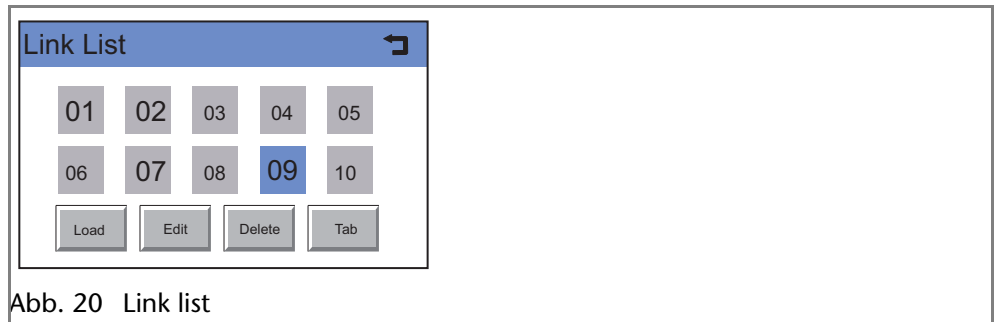 Link List
01 02 03 04 05
06 07 08 09 10
Load Edit Delete Tab
Abb. 20 Link list